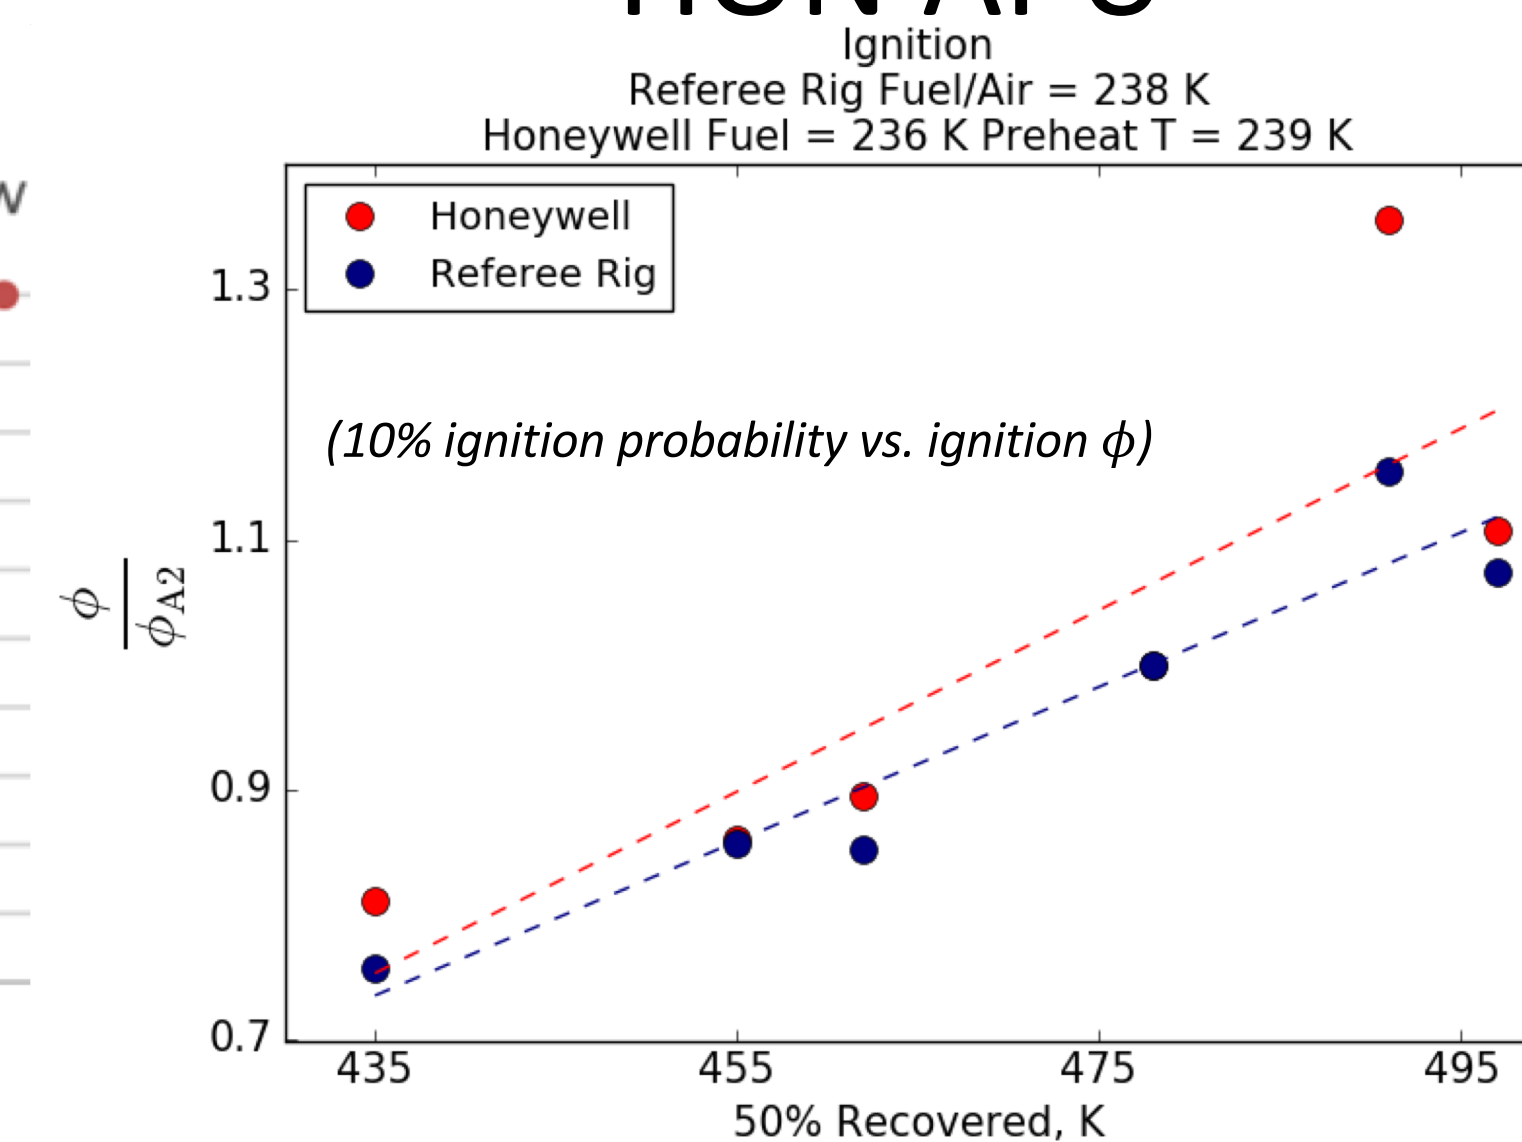 Ignition
Referee Rig Fuel/Air = 238 K
Honeywell Fuel = 236 K Preheat T = 239 K
w
Honeywell
Referee Rig
1.3
(10% ignition probability vs. ignition ϕ)
1.1
ϕ
ϕA2
0.9
0.7
435 455 475 495
50% Recovered, K